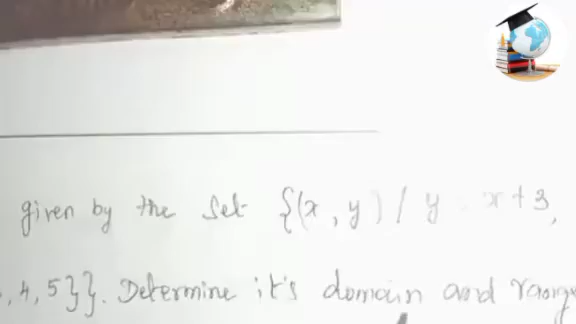 given by the set {(x, y) / y = x+3,
, 4, 5}}. Determine it's domain and range